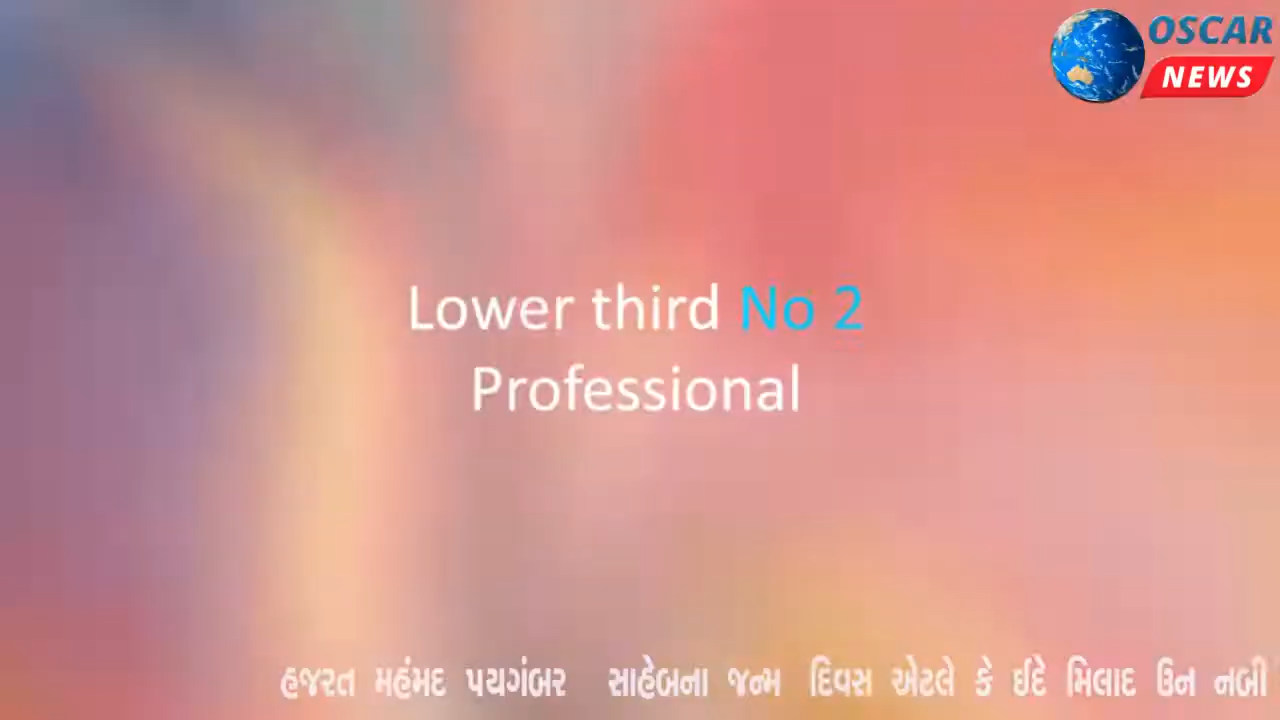 OSCAR
NEWS
Lower third No 2
Professional
હજરત મહંમદ પયગંબર સાહેબના જન્મ દિવસ એટલે કે ઈદે મિલાદ ઉન નબી